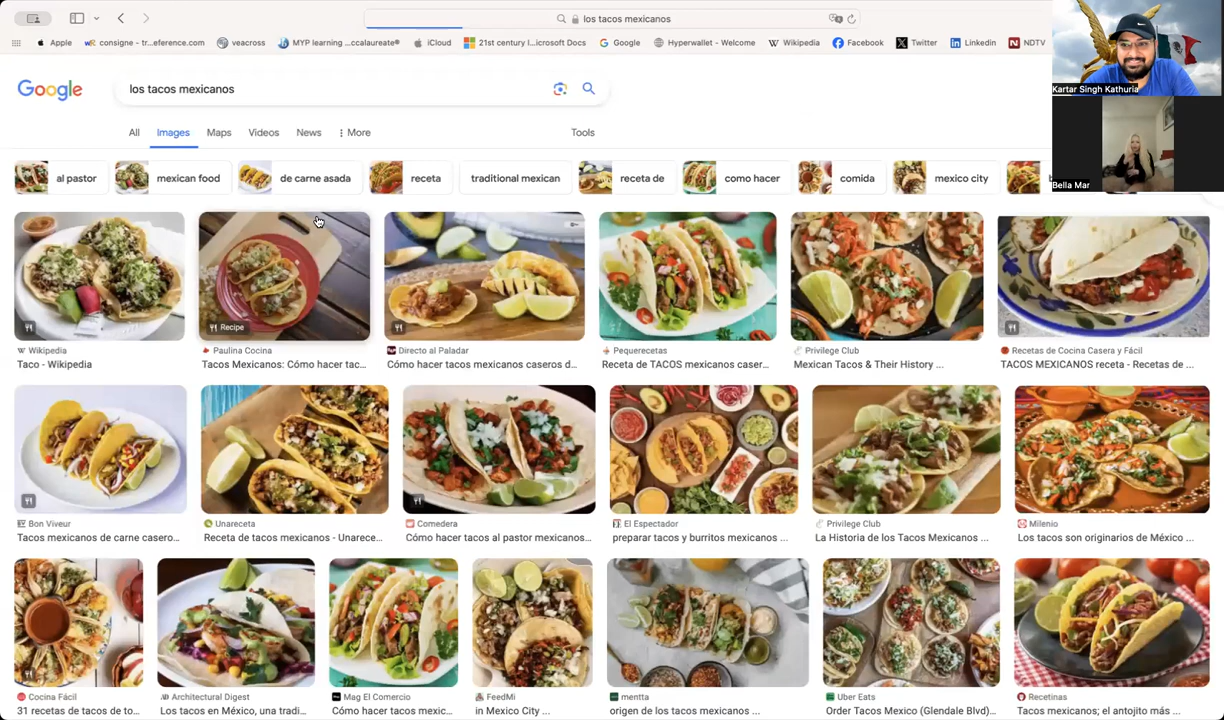 los tacos mexicanos
Apple
consigne - tr...eference.com
veacross
MYP learning ...ccalaureate®
iCloud
21st century l...icrosoft Docs
Google
Hyperwallet - Welcome
Wikipedia
Facebook
Twitter
Linkedin
NDTV
Kartar Singh Kathuria
Google
los tacos mexicanos
All
Images
Maps
Videos
News
More
Tools
Bella Mar
al pastor
mexican food
de carne asada
receta
traditional mexican
receta de
como hacer
comida
mexico city
Recipe
Wikipedia
Taco - Wikipedia
Paulina Cocina
Tacos Mexicanos: Cómo hacer tac...
Directo al Paladar
Cómo hacer tacos mexicanos caseros d...
Pequerecetas
Receta de TACOS mexicanos caser...
Privilege Club
Mexican Tacos & Their History ...
Recetas de Cocina Casera y Fácil
TACOS MEXICANOS receta - Recetas de ...
Bon Viveur
Tacos mexicanos de carne casero...
Unareceta
Receta de tacos mexicanos - Unarece...
Comedera
Cómo hacer tacos al pastor mexicanos...
El Espectador
preparar tacos y burritos mexicanos ...
Privilege Club
La Historia de los Tacos Mexicanos ...
Milenio
Los tacos son originarios de México ...
Cocina Fácil
31 recetas de tacos de to...
Architectural Digest
Los tacos en México, una tradi...
Mag El Comercio
Cómo hacer tacos mexic...
FeedMi
in Mexico City ...
mentta
origen de los tacos mexicanos ...
Uber Eats
Order Tacos Mexico (Glendale Blvd)...
Recetinas
Tacos mexicanos; el antojito más ...